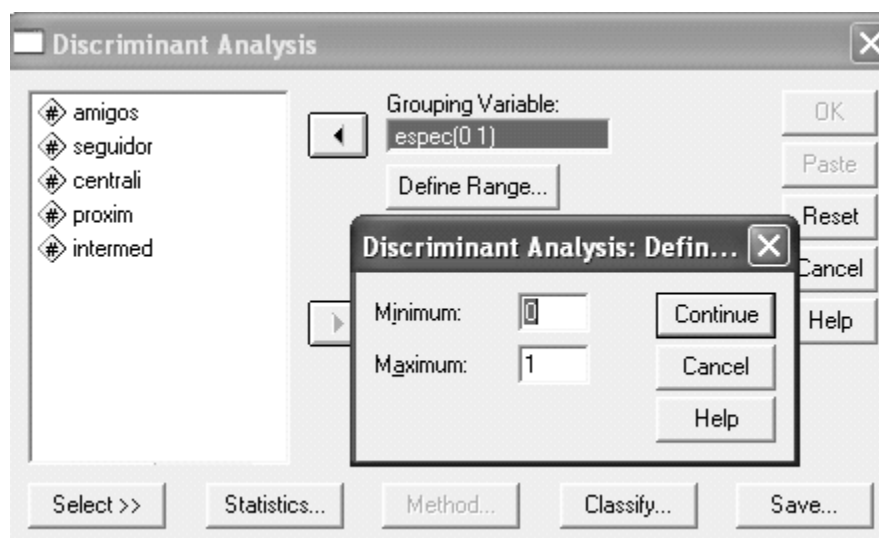 Discriminant Analysis
amigos
seguidor
centrali
proxim
intermed
Grouping Variable:
espec(0 1)
Define Range...
OK
Paste
Reset
Cancel
Help
Discriminant Analysis: Defin...
Minimum:
0
Maximum:
1
Continue
Cancel
Help
Select >>
Statistics...
Method...
Classify...
Save...